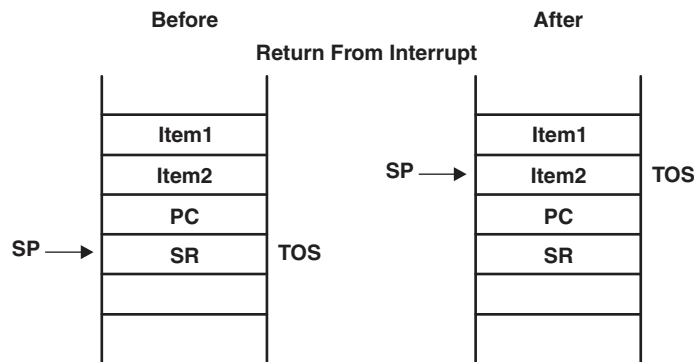 Before After
Return From Interrupt
Item1 Item1
SP Item2 Item2 TOS
PC PC
SP SR TOS SR